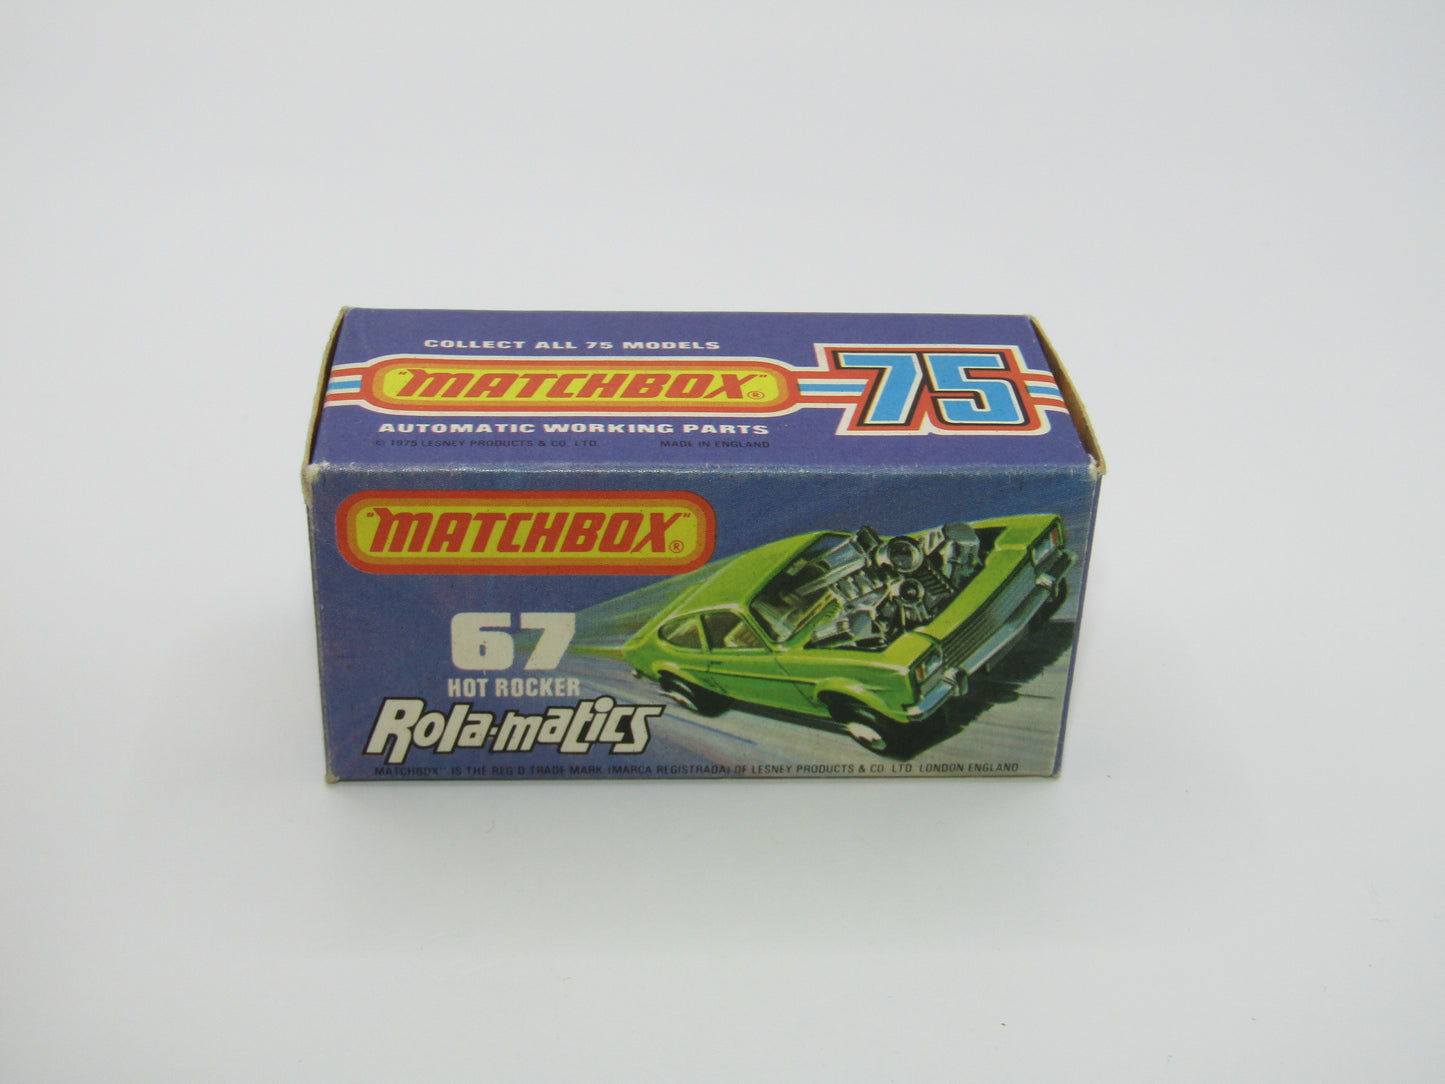 COLLECT ALL 75 MODELS
"MATCHBOX"®
75
AUTOMATIC WORKING PARTS
© 1975 LESNEY PRODUCTS & CO. LTD. MADE IN ENGLAND
"MATCHBOX"®
67
HOT ROCKER
Rola-matics
MATCHBOX" IS THE REG'D TRADE MARK (MARCA REGISTRADA) OF LESNEY PRODUCTS & CO. LTD. LONDON ENGLAND